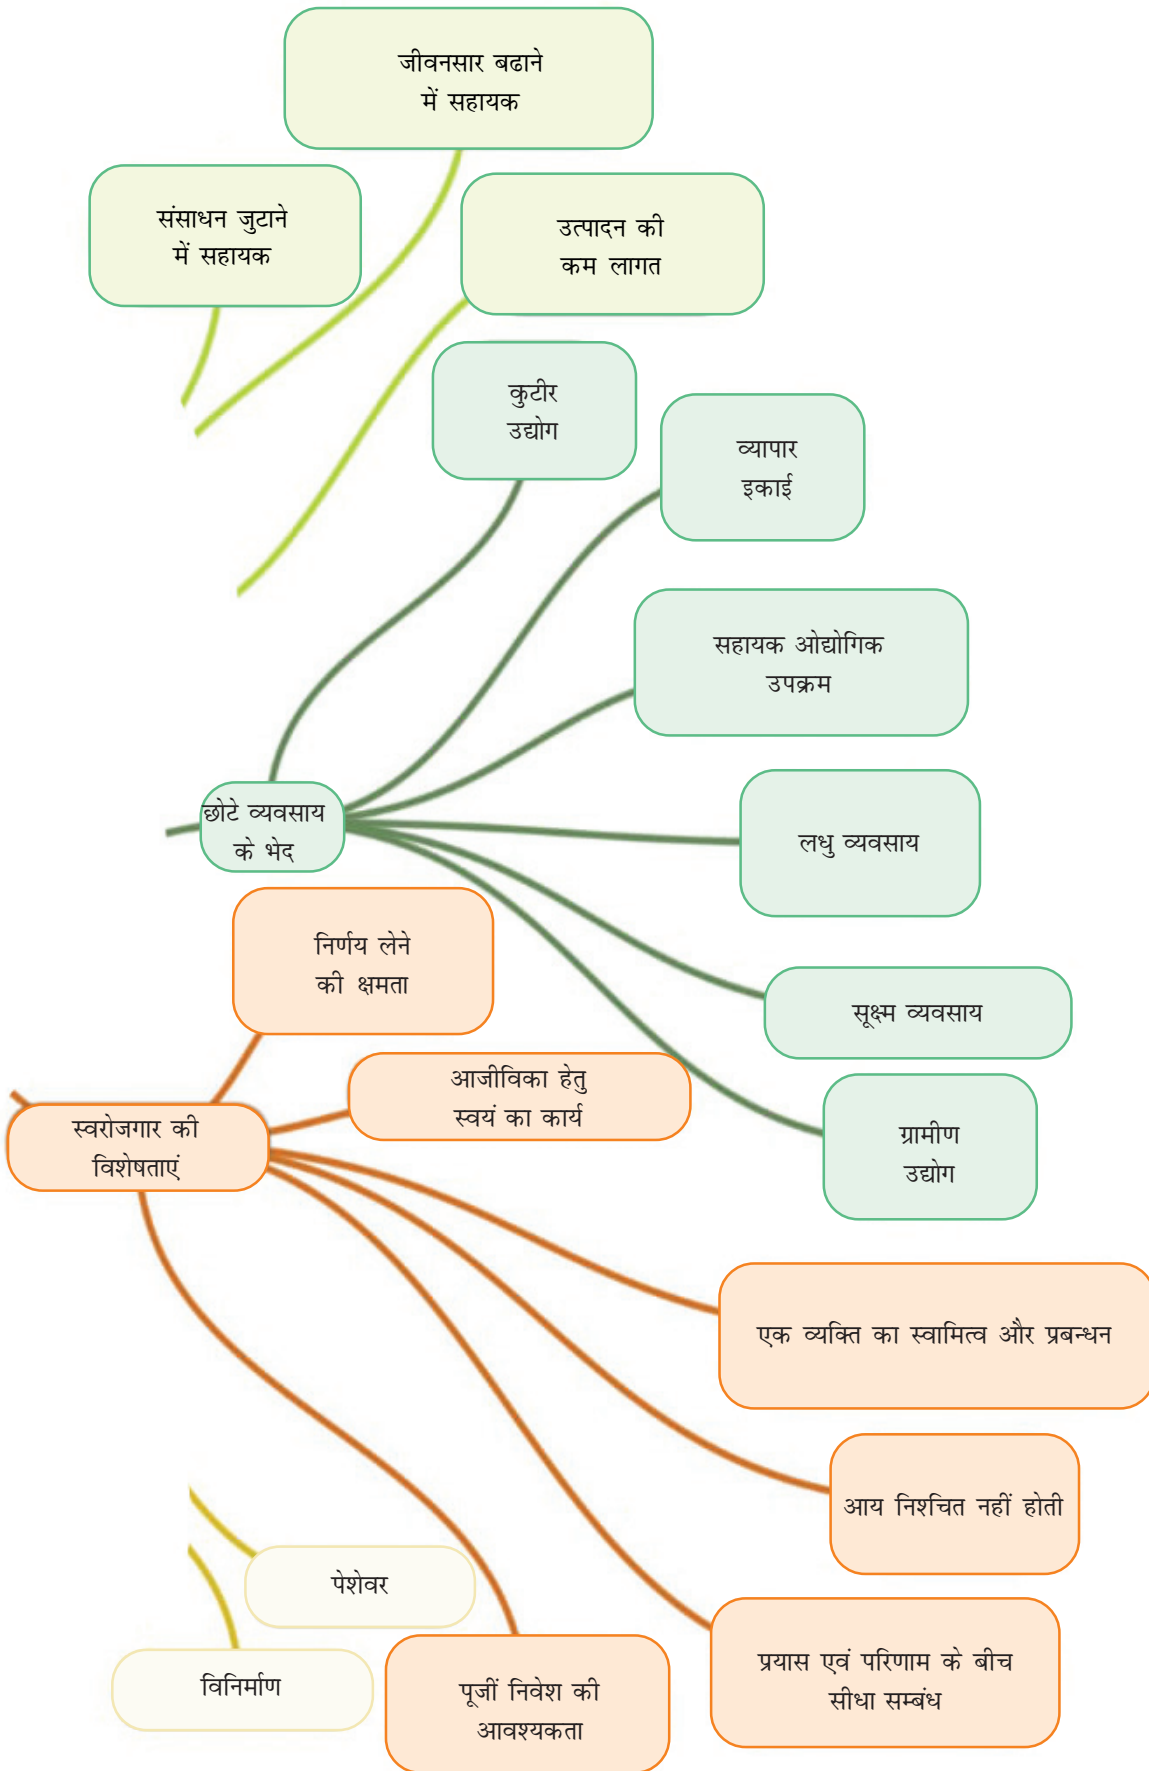 जीवनसार बढाने
में सहायक
संसाधन जुटाने
में सहायक
उत्पादन की
कम लागत
कुटीर
उद्योग
व्यापार
इकाई
सहायक ओद्योगिक
उपक्रम
छोटे व्यवसाय
के भेद
लधु व्यवसाय
निर्णय लेने
की क्षमता
सूक्ष्म व्यवसाय
आजीविका हेतु
स्वयं का कार्य
स्वरोजगार की
विशेषताएं
ग्रामीण
उद्योग
एक व्यक्ति का स्वामित्व और प्रबन्धन
आय निश्चित नहीं होती
पेशेवर
विनिर्माण
पूजीं निवेश की
आवश्यकता
प्रयास एवं परिणाम के बीच
सीधा सम्बंध